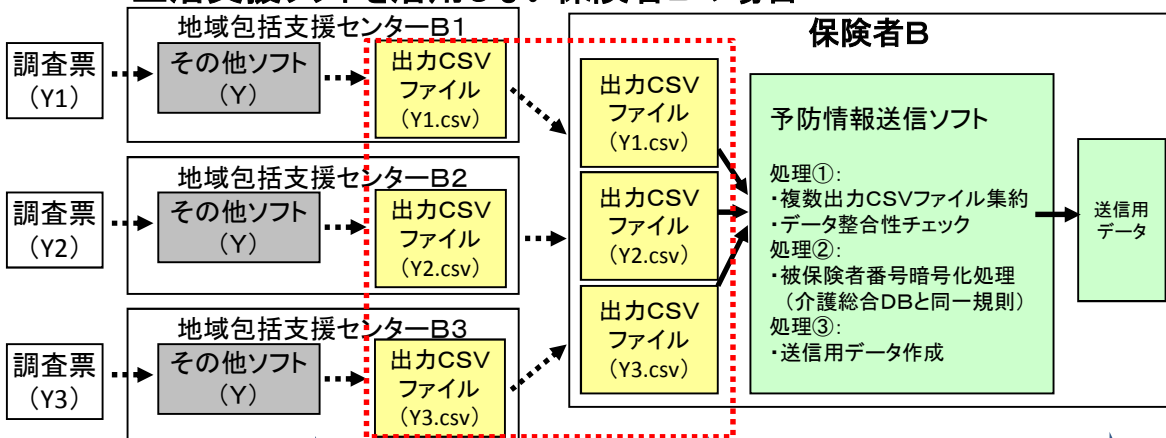 地域包括支援センターB1
調査票
(Y1)
その他ソフト
(Y)
出力CSV
ファイル
(Y1.csv)
地域包括支援センターB2
調査票
(Y2)
その他ソフト
(Y)
出力CSV
ファイル
(Y2.csv)
地域包括支援センターB3
調査票
(Y3)
その他ソフト
(Y)
出力CSV
ファイル
(Y3.csv)
保険者B
出力CSV
ファイル
(Y1.csv)
出力CSV
ファイル
(Y2.csv)
出力CSV
ファイル
(Y3.csv)
予防情報送信ソフト
処理①:
・複数出力CSVファイル集約
・データ整合性チェック
処理②:
・被保険者番号暗号化処理
(介護総合DBと同一規則)
処理③:
・送信用データ作成
送信用
データ